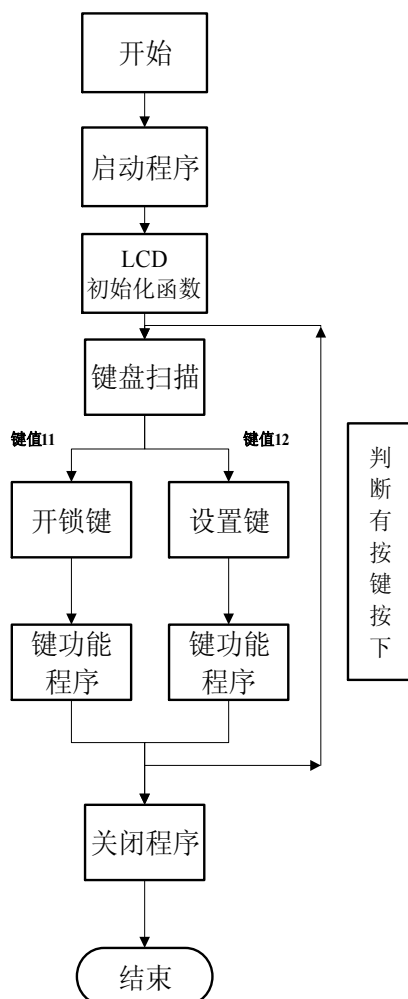 开始
启动程序
LCD
初始化函数
键盘扫描
键值11
键值12
开锁键
设置键
键功能
程序
键功能
程序
判
断
有
按
键
按
下
关闭程序
结束